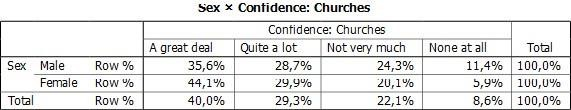 Sex × Confidence: Churches
Confidence: Churches
A great deal Quite a lot Not very much None at all Total
Sex Male Row % 35,6% 28,7% 24,3% 11,4% 100,0%
Female Row % 44,1% 29,9% 20,1% 5,9% 100,0%
Total Row % 40,0% 29,3% 22,1% 8,6% 100,0%